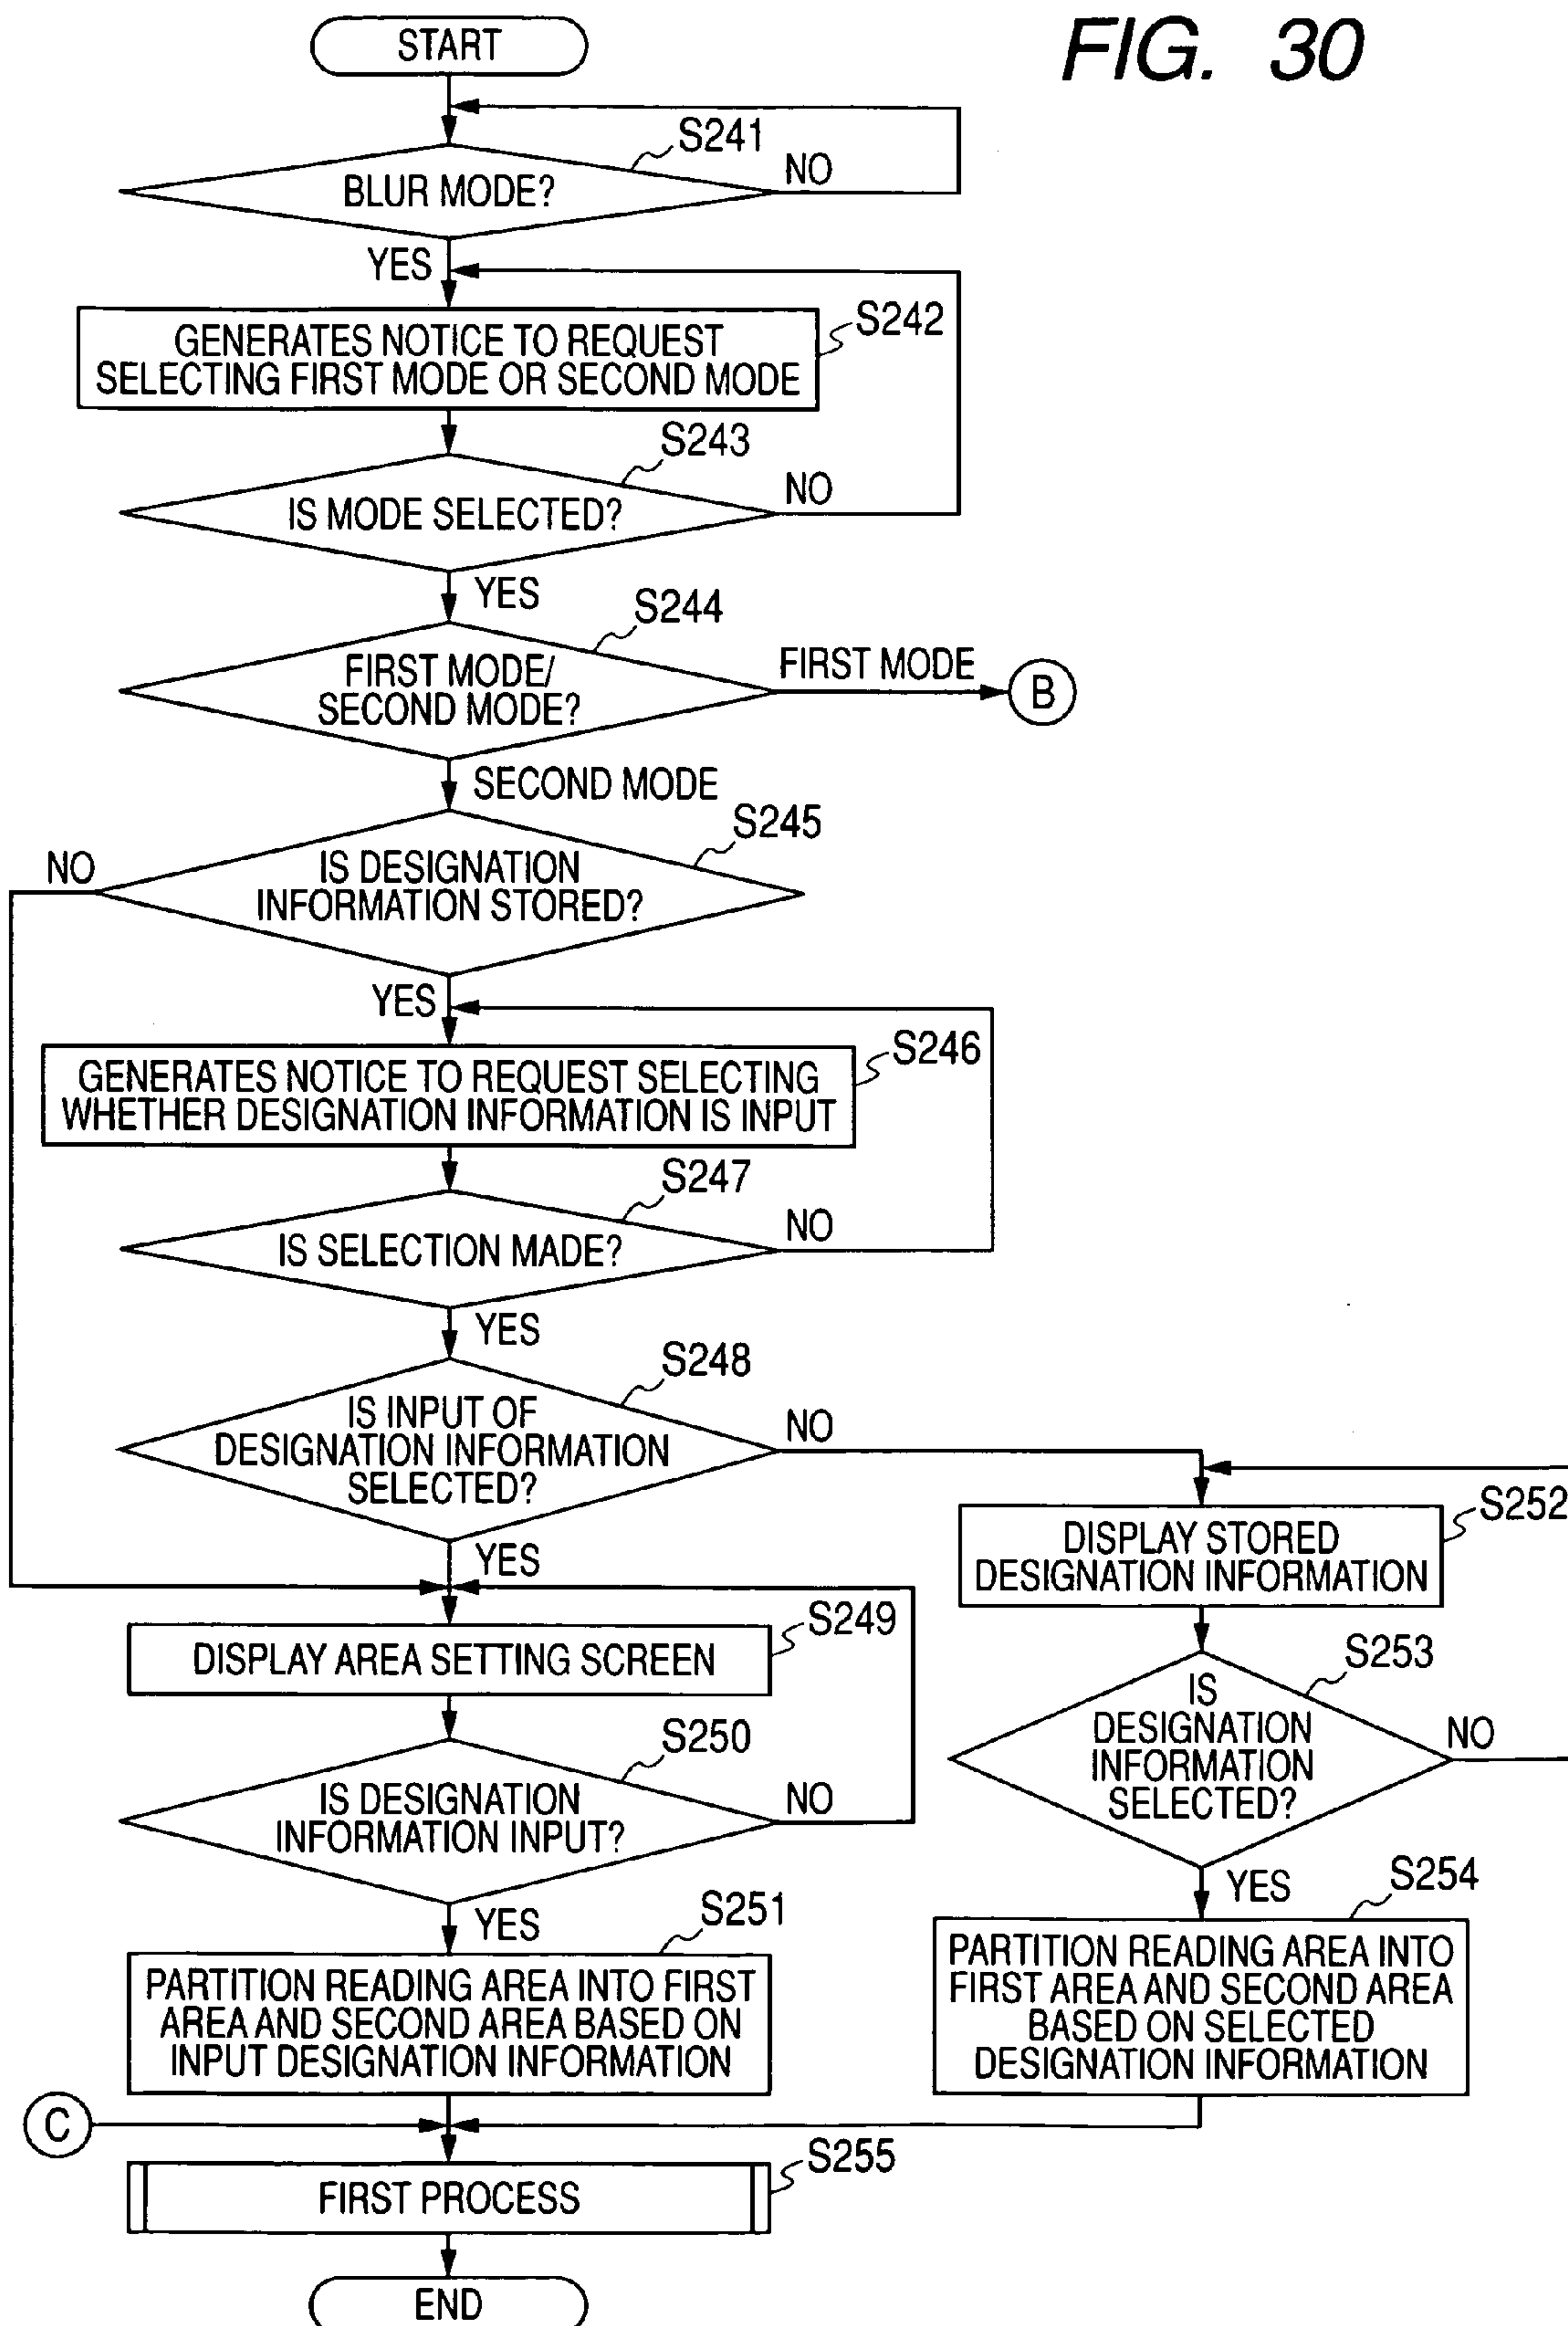 FIG. 30
START
S241
BLUR MODE?
NO
YES
S242
GENERATES NOTICE TO REQUEST
SELECTING FIRST MODE OR SECOND MODE
S243
IS MODE SELECTED?
NO
YES
S244
FIRST MODE/
SECOND MODE?
FIRST MODE
B
SECOND MODE
S245
IS DESIGNATION
INFORMATION STORED?
NO
YES
S246
GENERATES NOTICE TO REQUEST SELECTING
WHETHER DESIGNATION INFORMATION IS INPUT
S247
IS SELECTION MADE?
NO
YES
S248
IS INPUT OF
DESIGNATION INFORMATION
SELECTED?
NO
YES
S249
DISPLAY AREA SETTING SCREEN
S250
IS DESIGNATION
INFORMATION INPUT?
NO
YES
S251
PARTITION READING AREA INTO FIRST
AREA AND SECOND AREA BASED ON
INPUT DESIGNATION INFORMATION
S252
DISPLAY STORED
DESIGNATION INFORMATION
S253
IS
DESIGNATION
INFORMATION
SELECTED?
NO
YES
S254
PARTITION READING AREA INTO
FIRST AREA AND SECOND AREA
BASED ON SELECTED
DESIGNATION INFORMATION
C
S255
FIRST PROCESS
END